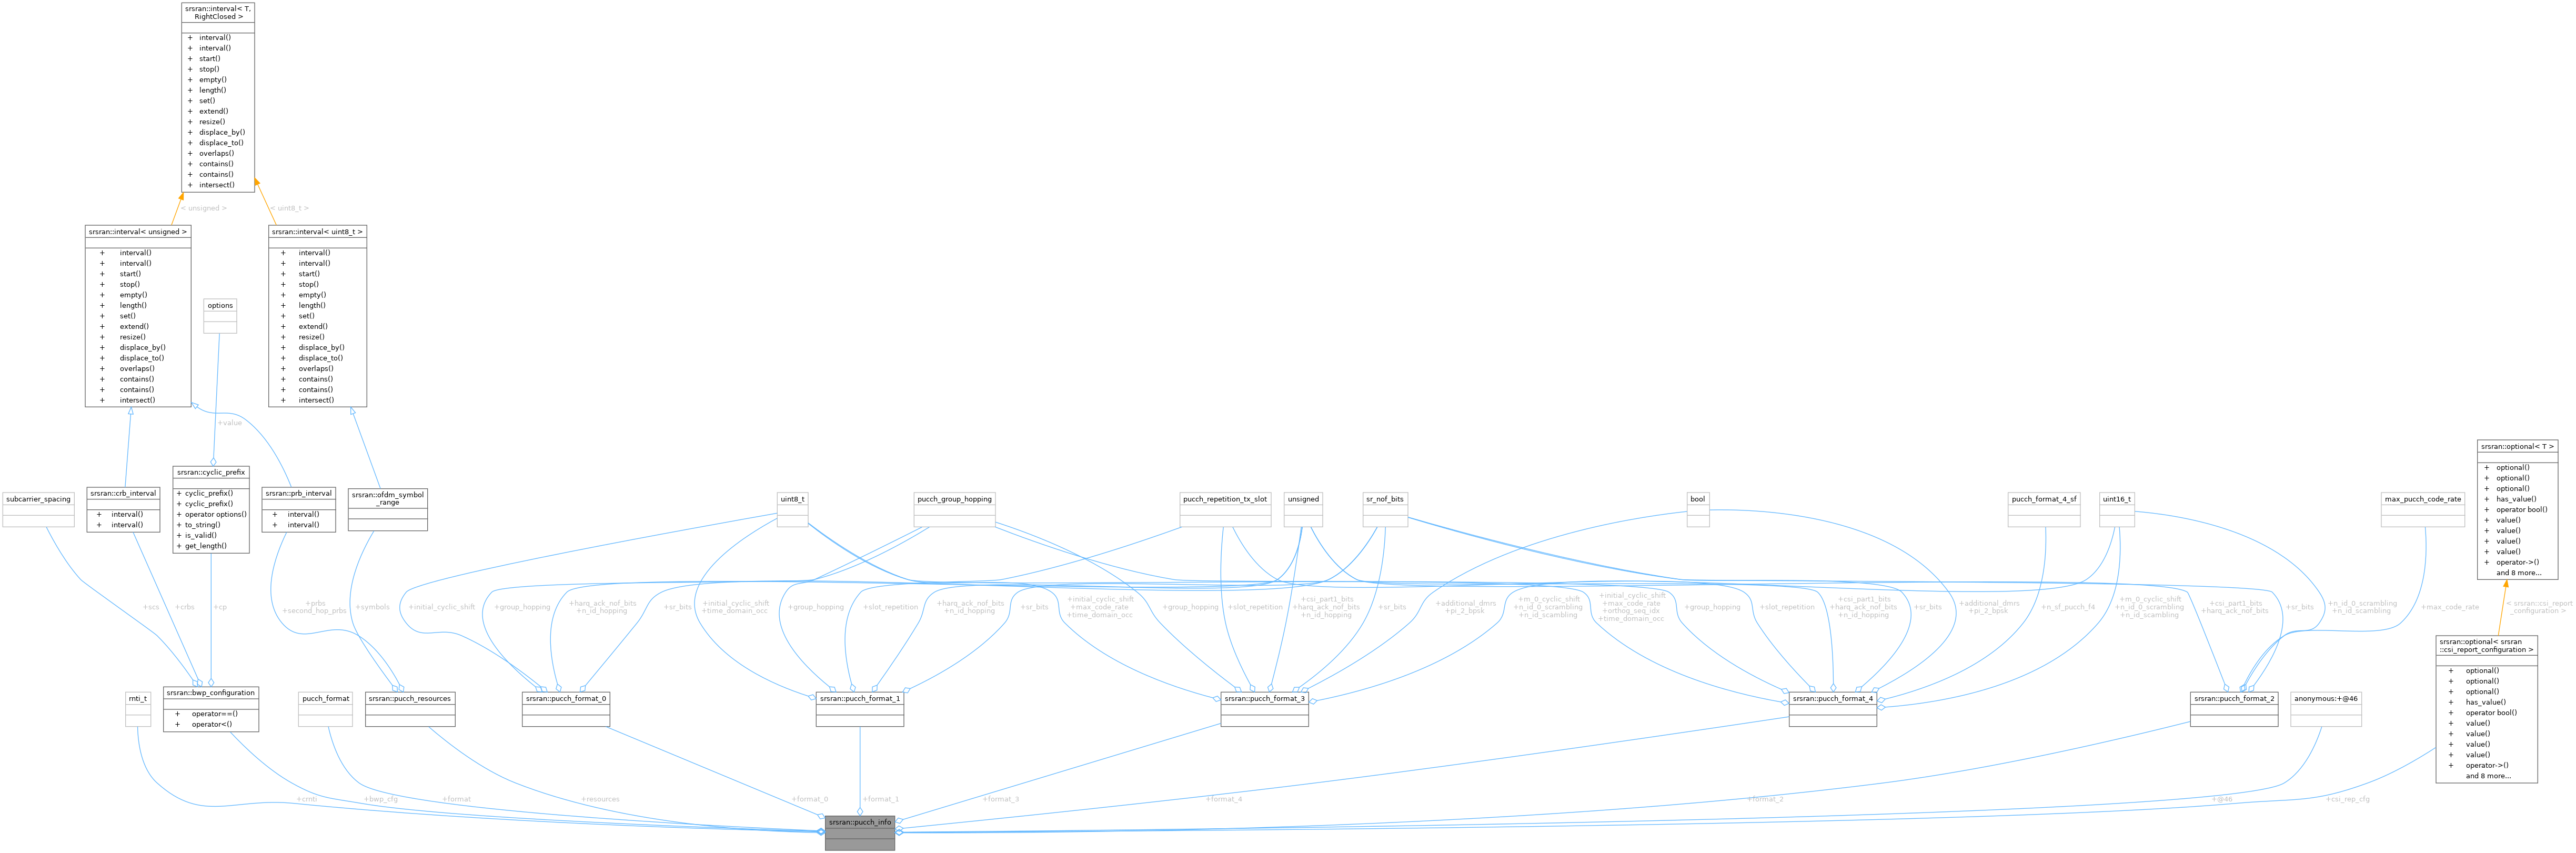 srsran::interval< T,
RightClosed >
+ interval()
+ interval()
+ start()
+ stop()
+ empty()
+ length()
+ set()
+ extend()
+ resize()
+ displace_by()
+ displace_to()
+ overlaps()
+ contains()
+ contains()
+ intersect()
< unsigned >
< uint8_t >
srsran::interval< unsigned >
+ interval()
+ interval()
+ start()
+ stop()
+ empty()
+ length()
+ set()
+ extend()
+ resize()
+ displace_by()
+ displace_to()
+ overlaps()
+ contains()
+ contains()
+ intersect()
srsran::interval< uint8_t >
+ interval()
+ interval()
+ start()
+ stop()
+ empty()
+ length()
+ set()
+ extend()
+ resize()
+ displace_by()
+ displace_to()
+ overlaps()
+ contains()
+ contains()
+ intersect()
options
+value
subcarrier_spacing
srsran::crb_interval
+ interval()
+ interval()
srsran::cyclic_prefix
+ cyclic_prefix()
+ cyclic_prefix()
+ operator options()
+ to_string()
+ is_valid()
+ get_length()
srsran::prb_interval
+ interval()
+ interval()
srsran::ofdm_symbol
_range
uint8_t
pucch_group_hopping
pucch_repetition_tx_slot
unsigned
sr_nof_bits
bool
pucch_format_4_sf
uint16_t
max_pucch_code_rate
srsran::optional< T >
+ optional()
+ optional()
+ optional()
+ has_value()
+ operator bool()
+ value()
+ value()
+ value()
+ value()
+ operator->()
and 8 more...
+scs
+crbs
+cp
+prbs
+second_hop_prbs
+symbols
+initial_cyclic_shift
+group_hopping
+harq_ack_nof_bits
+n_id_hopping
+sr_bits
+initial_cyclic_shift
+time_domain_occ
+group_hopping
+slot_repetition
+harq_ack_nof_bits
+n_id_hopping
+sr_bits
+initial_cyclic_shift
+max_code_rate
+time_domain_occ
+group_hopping
+slot_repetition
+csi_part1_bits
+harq_ack_nof_bits
+n_id_hopping
+sr_bits
+additional_dmrs
+pi_2_bpsk
+m_0_cyclic_shift
+n_id_0_scrambling
+n_id_scambling
+initial_cyclic_shift
+max_code_rate
+orthog_seq_idx
+time_domain_occ
+group_hopping
+slot_repetition
+csi_part1_bits
+harq_ack_nof_bits
+n_id_hopping
+sr_bits
+additional_dmrs
+pi_2_bpsk
+n_sf_pucch_f4
+m_0_cyclic_shift
+n_id_0_scrambling
+n_id_scambling
+csi_part1_bits
+harq_ack_nof_bits
+sr_bits
+n_id_0_scrambling
+n_id_scambling
+max_code_rate
< srsran::csi_report
_configuration >
rnti_t
srsran::bwp_configuration
+ operator==()
+ operator<()
pucch_format
srsran::pucch_resources
srsran::pucch_format_0
srsran::pucch_format_1
srsran::pucch_format_3
srsran::pucch_format_4
srsran::pucch_format_2
anonymous:+@46
srsran::optional< srsran
::csi_report_configuration >
+ optional()
+ optional()
+ optional()
+ has_value()
+ operator bool()
+ value()
+ value()
+ value()
+ value()
+ operator->()
and 8 more...
+crnti
+bwp_cfg
+format
+resources
+format_0
+format_1
+format_3
+format_4
+format_2
+@46
+csi_rep_cfg
srsran::pucch_info